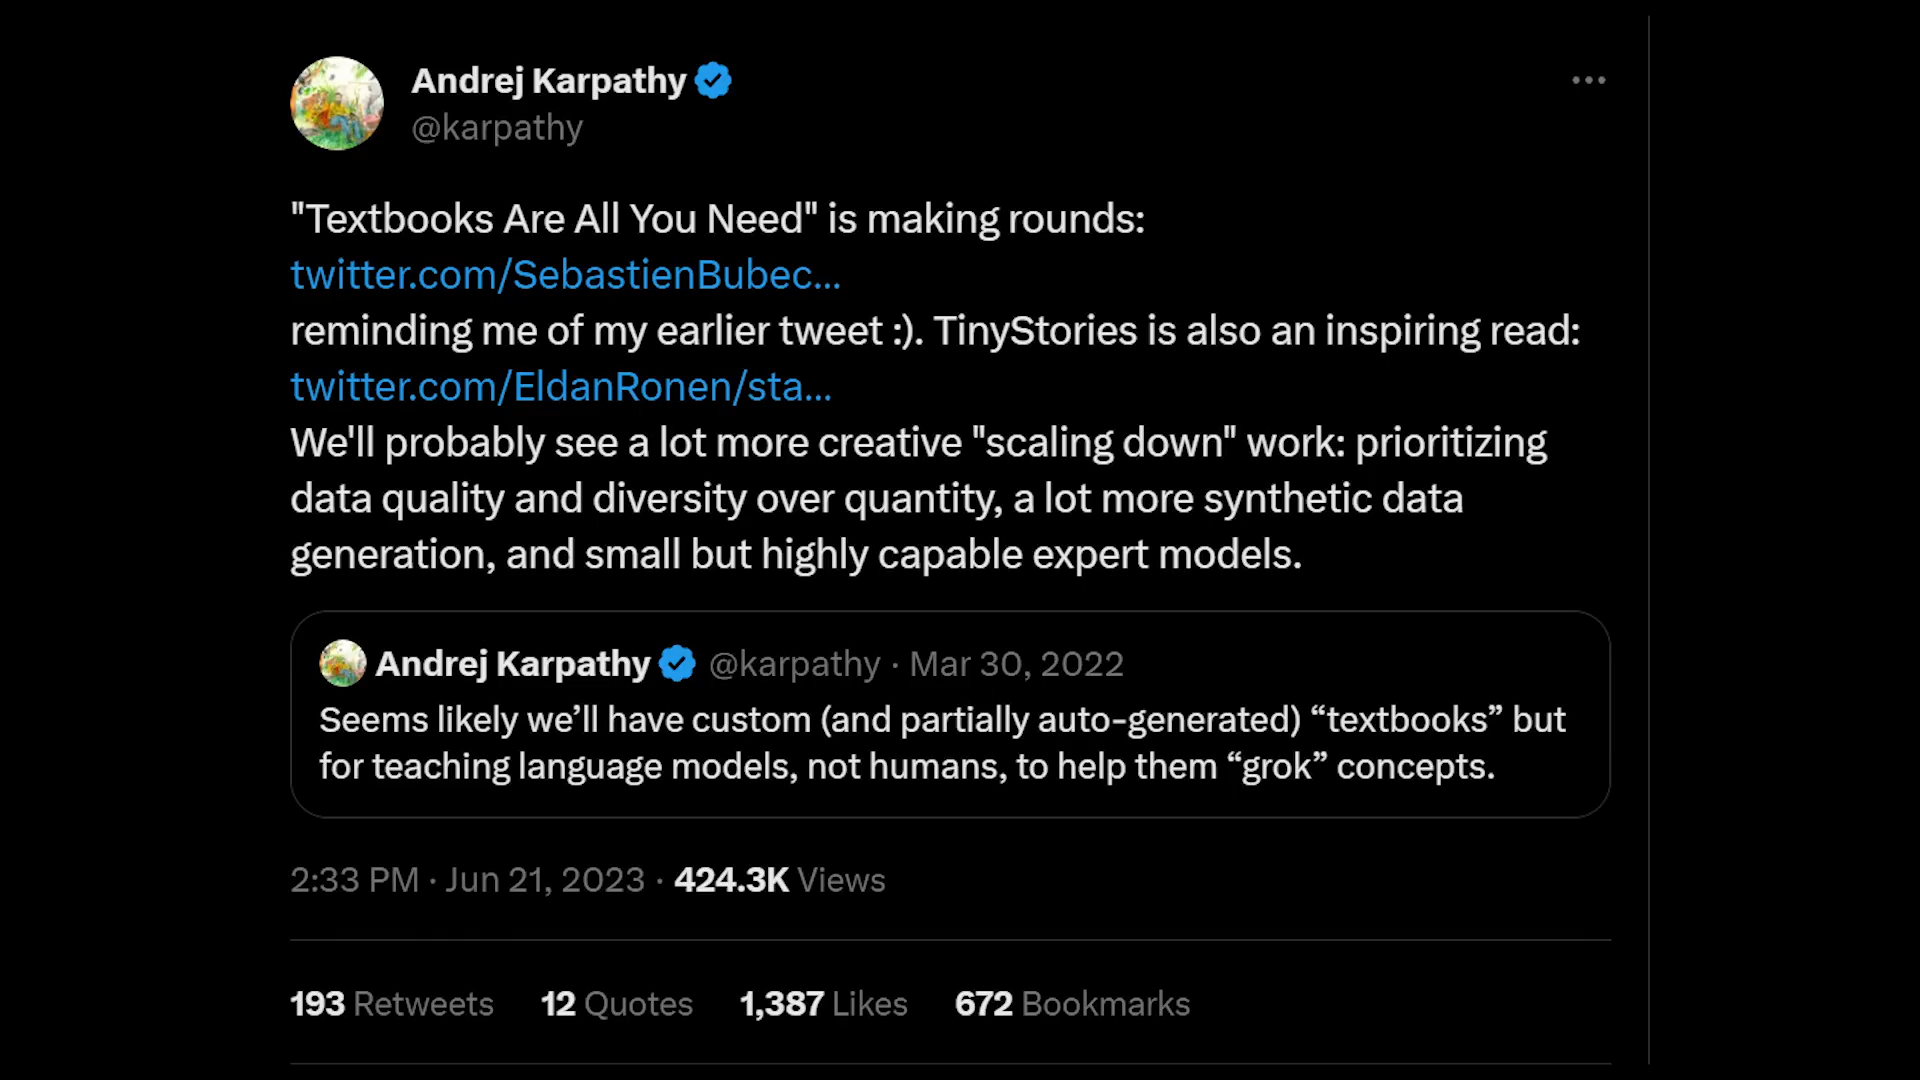 Andrej Karpathy
@karpathy
"Textbooks Are All You Need" is making rounds:
twitter.com/SebastienBubec…
reminding me of my earlier tweet :). TinyStories is also an inspiring read:
twitter.com/EldanRonen/sta…
We'll probably see a lot more creative "scaling down" work: prioritizing
data quality and diversity over quantity, a lot more synthetic data
generation, and small but highly capable expert models.
Andrej Karpathy @karpathy · Mar 30, 2022
Seems likely we’ll have custom (and partially auto-generated) “textbooks” but
for teaching language models, not humans, to help them “grok” concepts.
2:33 PM · Jun 21, 2023 · 424.3K Views
193 Retweets 12 Quotes 1,387 Likes 672 Bookmarks